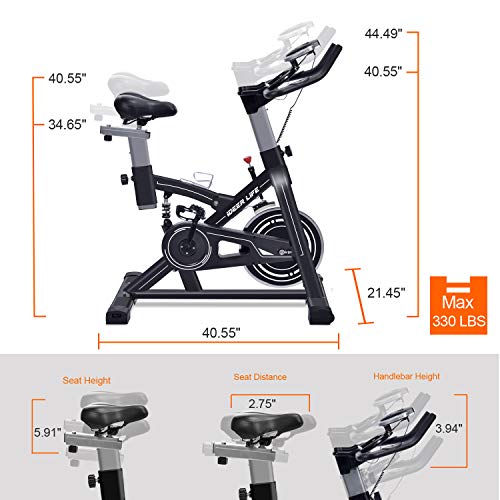 44.49"
40.55"
40.55"
34.65"
IDEER LIFE
21.45"
40.55"
Max
330 LBS
Seat Height
Seat Distance
Handlebar Height
5.91"
2.75"
3.94"